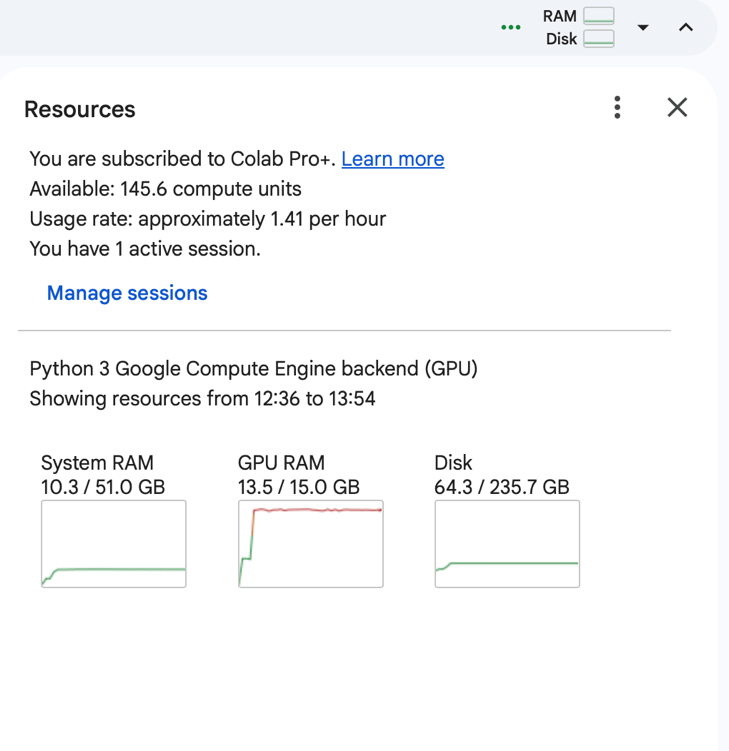 RAM
Disk
Resources
You are subscribed to Colab Pro+. Learn more
Available: 145.6 compute units
Usage rate: approximately 1.41 per hour
You have 1 active session.
Manage sessions
Python 3 Google Compute Engine backend (GPU)
Showing resources from 12:36 to 13:54
System RAM
10.3 / 51.0 GB
GPU RAM
13.5 / 15.0 GB
Disk
64.3 / 235.7 GB